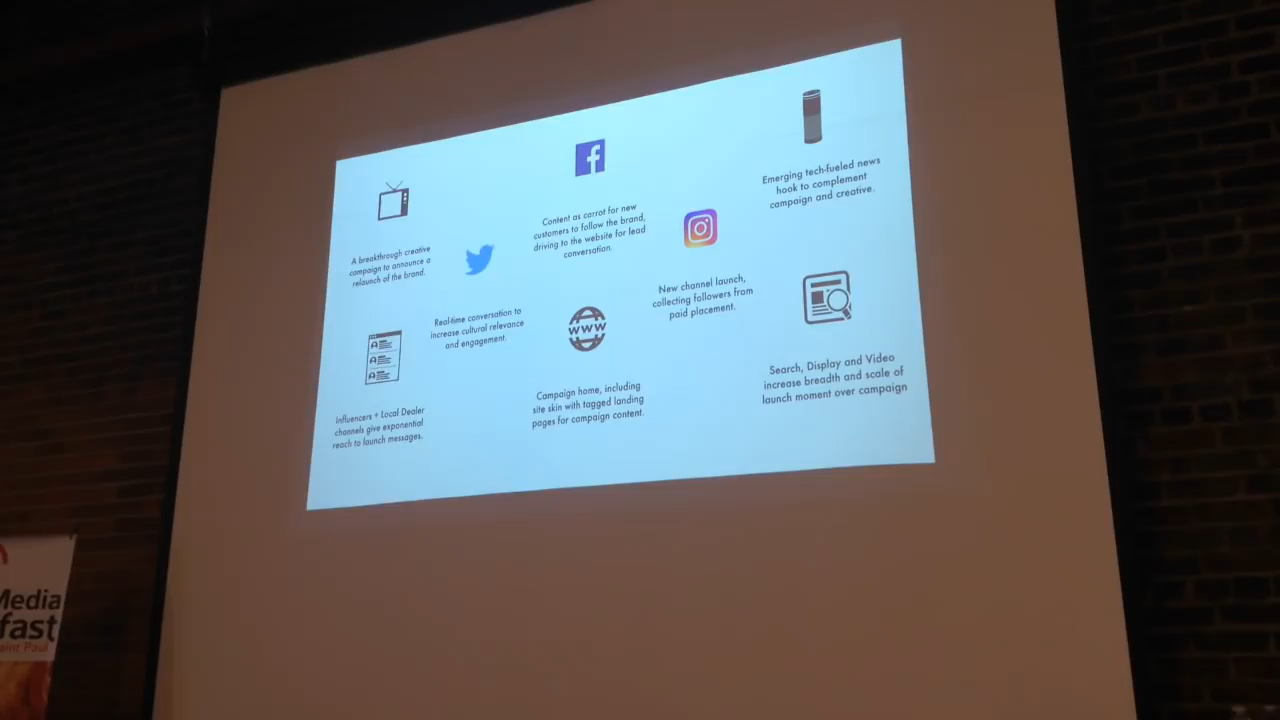 A breakthrough creative
campaign to announce a
relaunch of the brand.
Real-time conversation to
increase cultural relevance
and engagement.
Content as carrot for new
customers to follow the brand,
driving to the website for lead
conversation.
New channel launch,
collecting followers from
paid placement.
Emerging tech-fueled news
hook to complement
campaign and creative.
Influencers + Local Dealer
channels give exponential
reach to launch messages.
www
Campaign home, including
site skin with tagged landing
pages for campaign content.
Search, Display and Video
increase breadth and scale of
launch moment over campaign
Media
fast
aint Paul